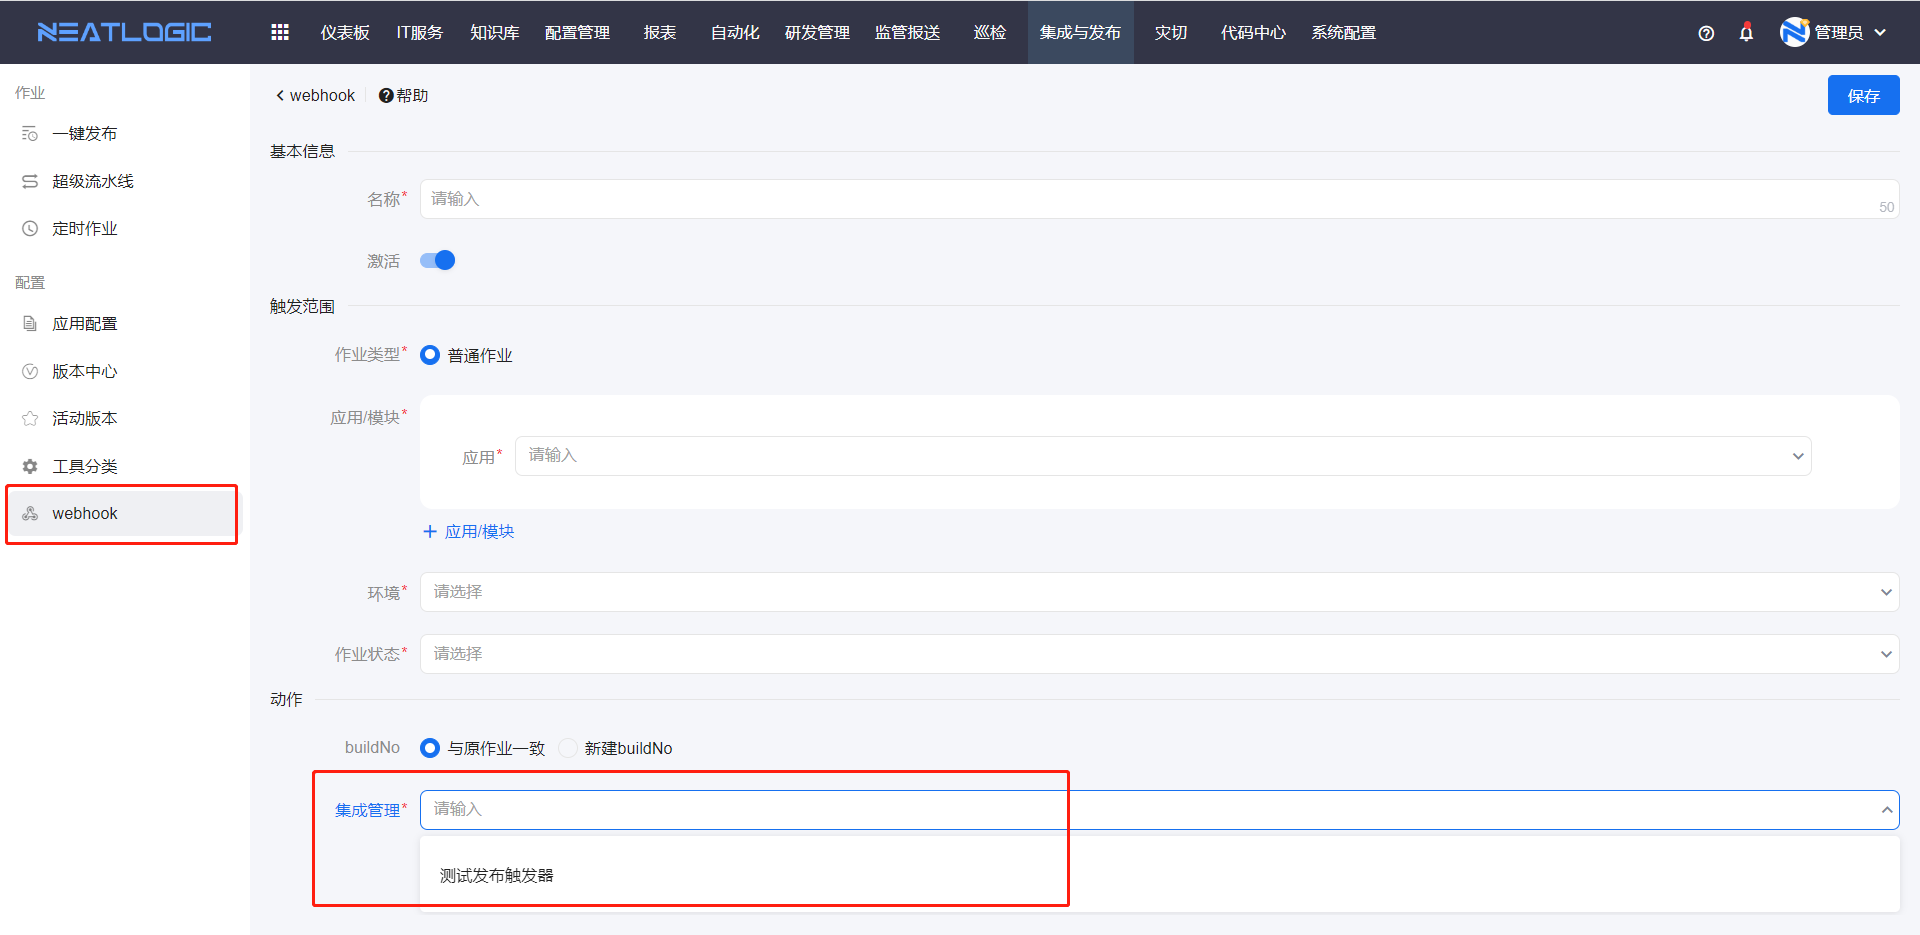 NEATLOGIC 仪表板 IT服务 知识库 配置管理 报表 自动化 研发管理 监管报送 巡检 集成与发布 灾切 代码中心 系统配置 管理员
作业
一键发布
超级流水线
定时作业
配置
应用配置
版本中心
活动版本
工具分类
webhook
webhook 帮助 保存
基本信息
名称* 请输入 50
激活
触发范围
作业类型* 普通作业
应用/模块*
应用* 请输入
+ 应用/模块
环境* 请选择
作业状态* 请选择
动作
buildNo 与原作业一致 新建buildNo
集成管理* 请输入
测试发布触发器